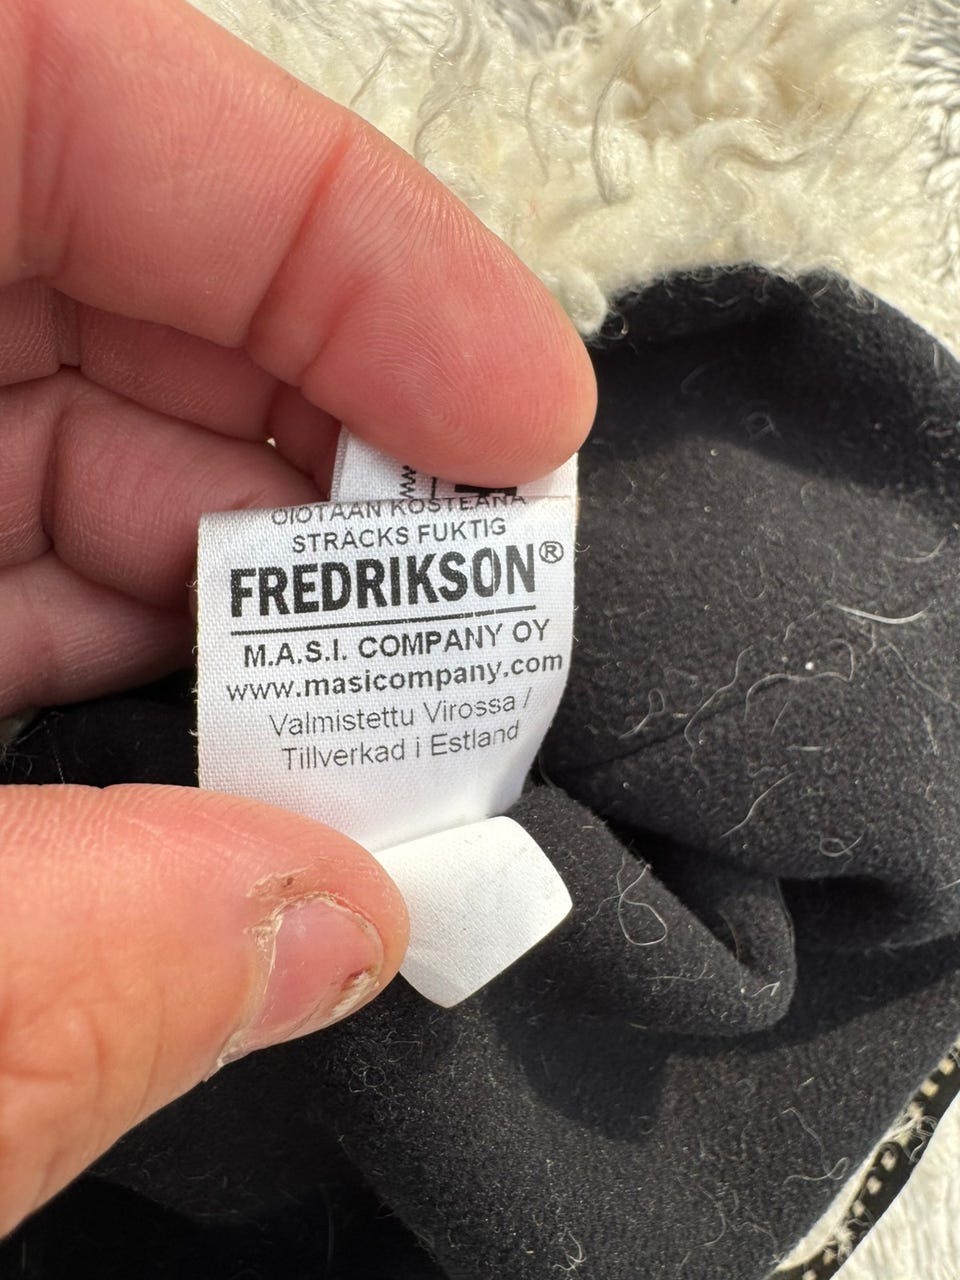 OIOTAAN KOSTEANA
STRÄCKS FUKTIG
FREDRIKSON®
M.A.S.I. COMPANY OY
www.masicompany.com
Valmistettu Virossa /
Tillverkad i Estland